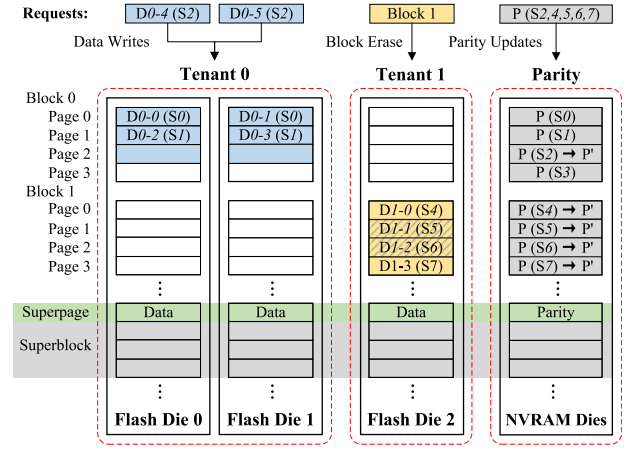 Requests: D0-4 (S2) D0-5 (S2) Block 1 P (S2,4,5,6,7)
Data Writes Block Erase Parity Updates
Tenant 0 Tenant 1 Parity
Block 0
Page 0 D0-0 (S0) D0-1 (S0) P (S0)
Page 1 D0-2 (S1) D0-3 (S1) P (S1)
Page 2 P (S2) → P'
Page 3 P (S3)
Block 1
Page 0 D1-0 (S4) P (S4) → P'
Page 1 D1-1 (S5) P (S5) → P'
Page 2 D1-2 (S6) P (S6) → P'
Page 3 D1-3 (S7) P (S7) → P'
⋮ ⋮ ⋮ ⋮
Superpage Data Data Data Parity
Superblock
⋮ ⋮ ⋮ ⋮
Flash Die 0 Flash Die 1 Flash Die 2 NVRAM Dies